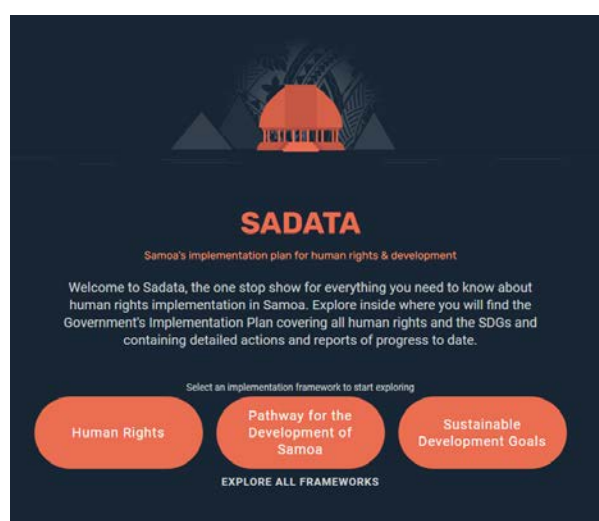 SADATA
Samoa's implementation plan for human rights & development
Welcome to Sadata, the one stop show for everything you need to know about
human rights implementation in Samoa. Explore inside where you will find the
Government's Implementation Plan covering all human rights and the SDGs and
containing detailed actions and reports of progress to date.
Select an implementation framework to start exploring
Human Rights
Pathway for the
Development of
Samoa
Sustainable
Development Goals
EXPLORE ALL FRAMEWORKS